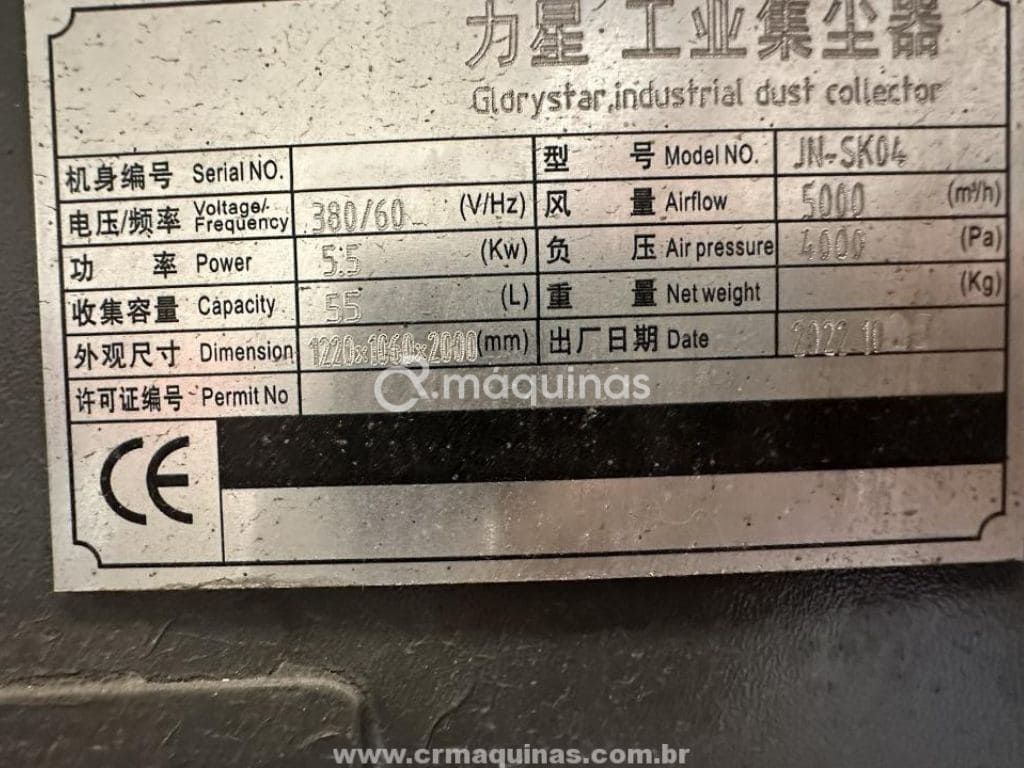 力星 工业集尘器
Glorystar,industrial dust collector
机身编号 Serial NO. 型 号 Model NO. JN-SK04
电压/频率 Voltage/Frequency 380/60 (V/Hz) 风 量 Airflow 5000 (m³/h)
功 率 Power 5.5 (Kw) 负 压 Air pressure 4000 (Pa)
收集容量 Capacity 55 (L) 重 量 Net weight (Kg)
外观尺寸 Dimension 1220×1060×2000 (mm) 出厂日期 Date 2022.10
许可证编号 Permit No
CR.máquinas
CE
www.crmaquinas.com.br